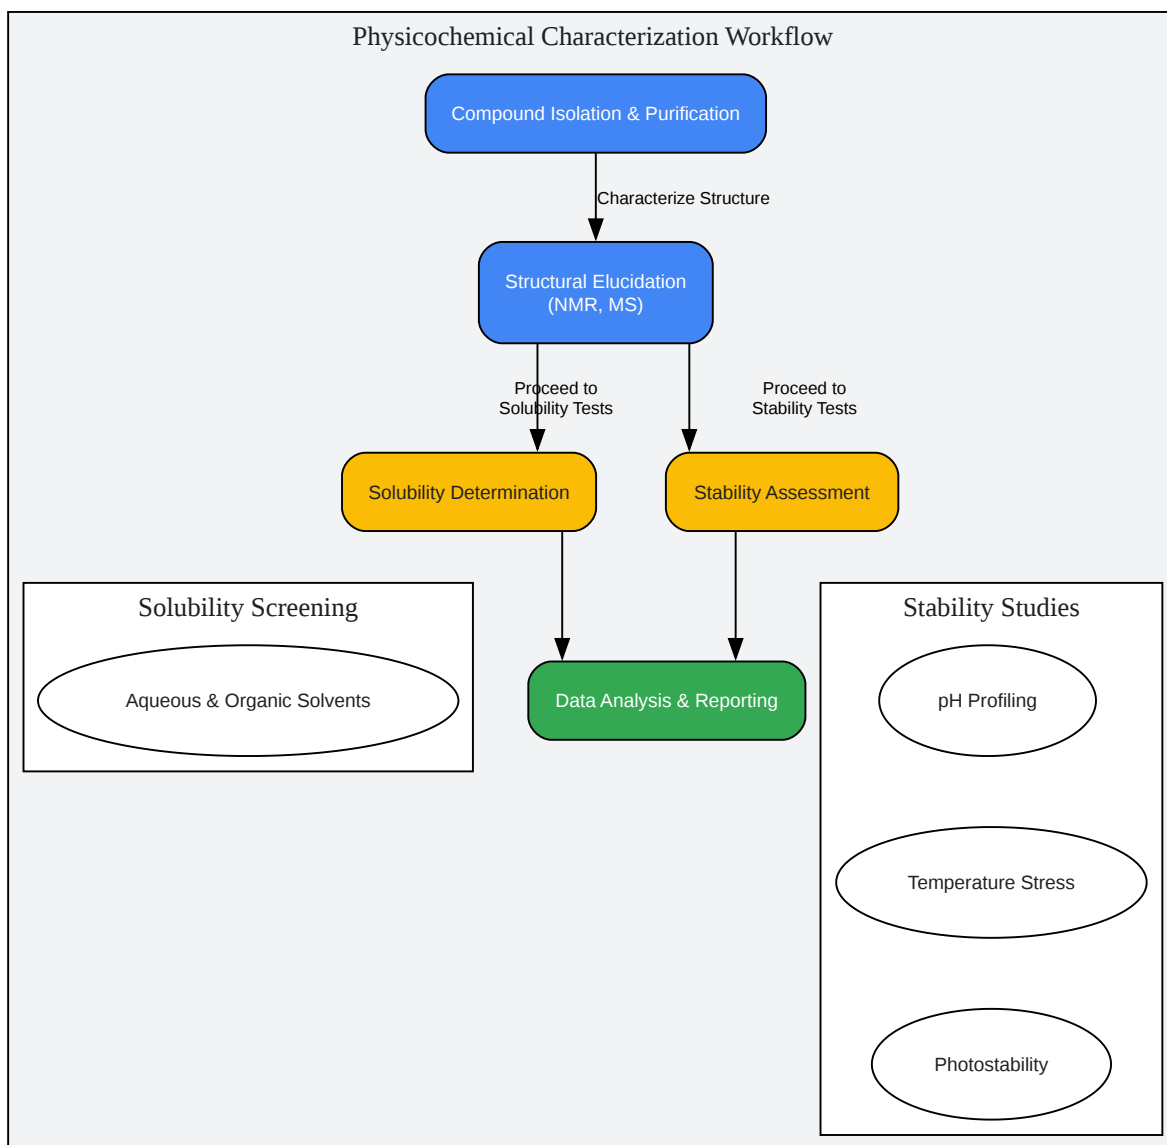 Physicochemical Characterization Workflow
Compound Isolation & Purification
Characterize Structure
Structural Elucidation
(NMR, MS)
Proceed to
Solubility Tests
Proceed to
Stability Tests
Solubility Determination
Stability Assessment
Solubility Screening
Aqueous & Organic Solvents
Data Analysis & Reporting
Stability Studies
pH Profiling
Temperature Stress
Photostability